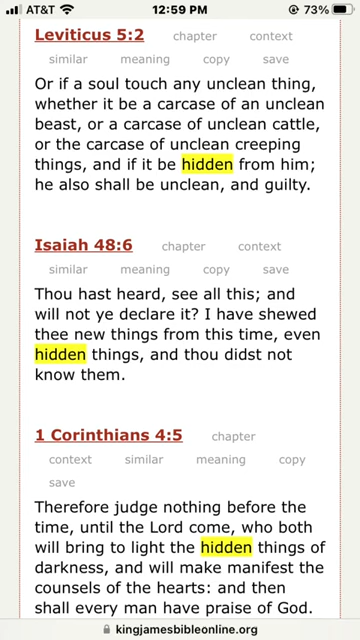 AT&T 12:59 PM 73%
Leviticus 5:2 chapter context
similar meaning copy save
Or if a soul touch any unclean thing,
whether it be a carcase of an unclean
beast, or a carcase of unclean cattle,
or the carcase of unclean creeping
things, and if it be hidden from him;
he also shall be unclean, and guilty.
Isaiah 48:6 chapter context
similar meaning copy save
Thou hast heard, see all this; and
will not ye declare it? I have shewed
thee new things from this time, even
hidden things, and thou didst not
know them.
1 Corinthians 4:5 chapter
context similar meaning copy
save
Therefore judge nothing before the
time, until the Lord come, who both
will bring to light the hidden things of
darkness, and will make manifest the
counsels of the hearts: and then
shall every man have praise of God.
kingjamesbibleonline.org